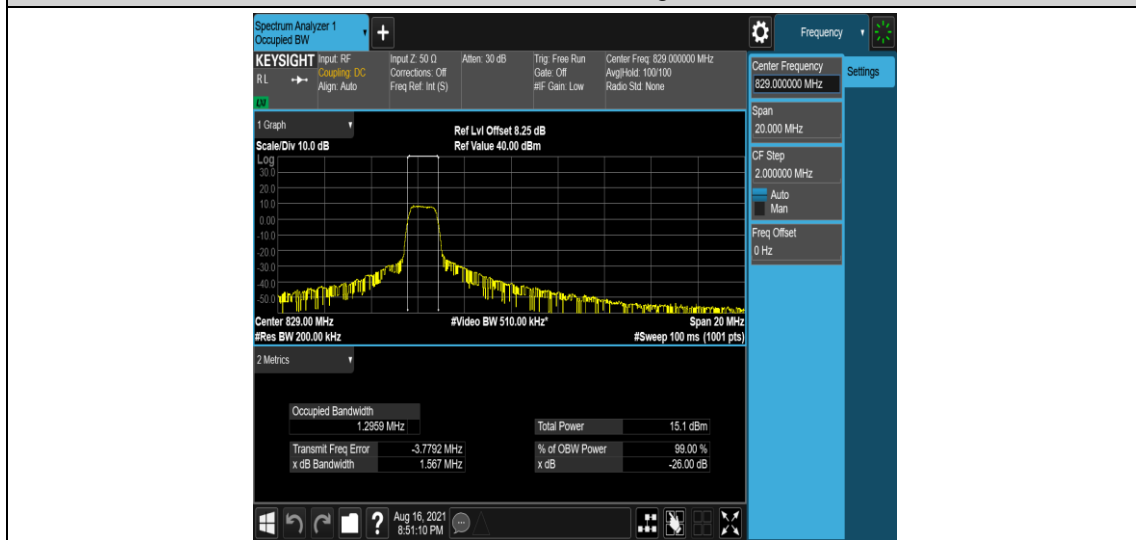 Spectrum Analyzer 1
Occupied BW
Frequency
KEYSIGHT
RL
LXI
Input: RF
Coupling: DC
Align: Auto
Input Z: 50 Ω
Corrections: Off
Freq Ref: Int (S)
Atten: 30 dB
Trig: Free Run
Gate: Off
#IF Gain: Low
Center Freq: 829.000000 MHz
Avg|Hold: 100/100
Radio Std: None
Center Frequency
829.000000 MHz
Settings
Span
20.000 MHz
CF Step
2.000000 MHz
Auto
Man
Freq Offset
0 Hz
1 Graph
Scale/Div 10.0 dB
Ref Lvl Offset 8.25 dB
Ref Value 40.00 dBm
Log
30.0
20.0
10.0
0.00
-10.0
-20.0
-30.0
-40.0
-50.0
Center 829.00 MHz
#Video BW 510.00 kHz*
Span 20 MHz
#Res BW 200.00 kHz
#Sweep 100 ms (1001 pts)
2 Metrics
Occupied Bandwidth
1.2959 MHz
Total Power 15.1 dBm
Transmit Freq Error -3.7792 MHz
% of OBW Power 99.00 %
x dB Bandwidth 1.567 MHz
x dB -26.00 dB
?
Aug 16, 2021
8:51:10 PM